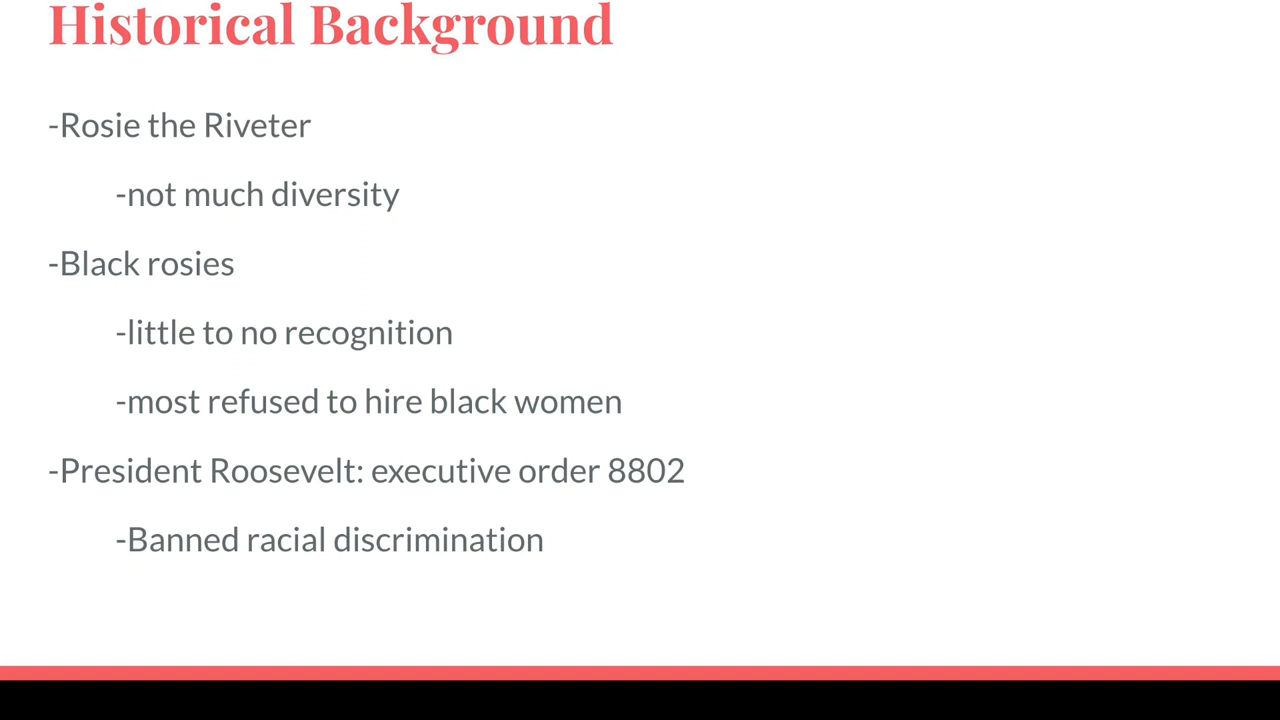 Historical Background
-Rosie the Riveter
-not much diversity
-Black rosies
-little to no recognition
-most refused to hire black women
-President Roosevelt: executive order 8802
-Banned racial discrimination